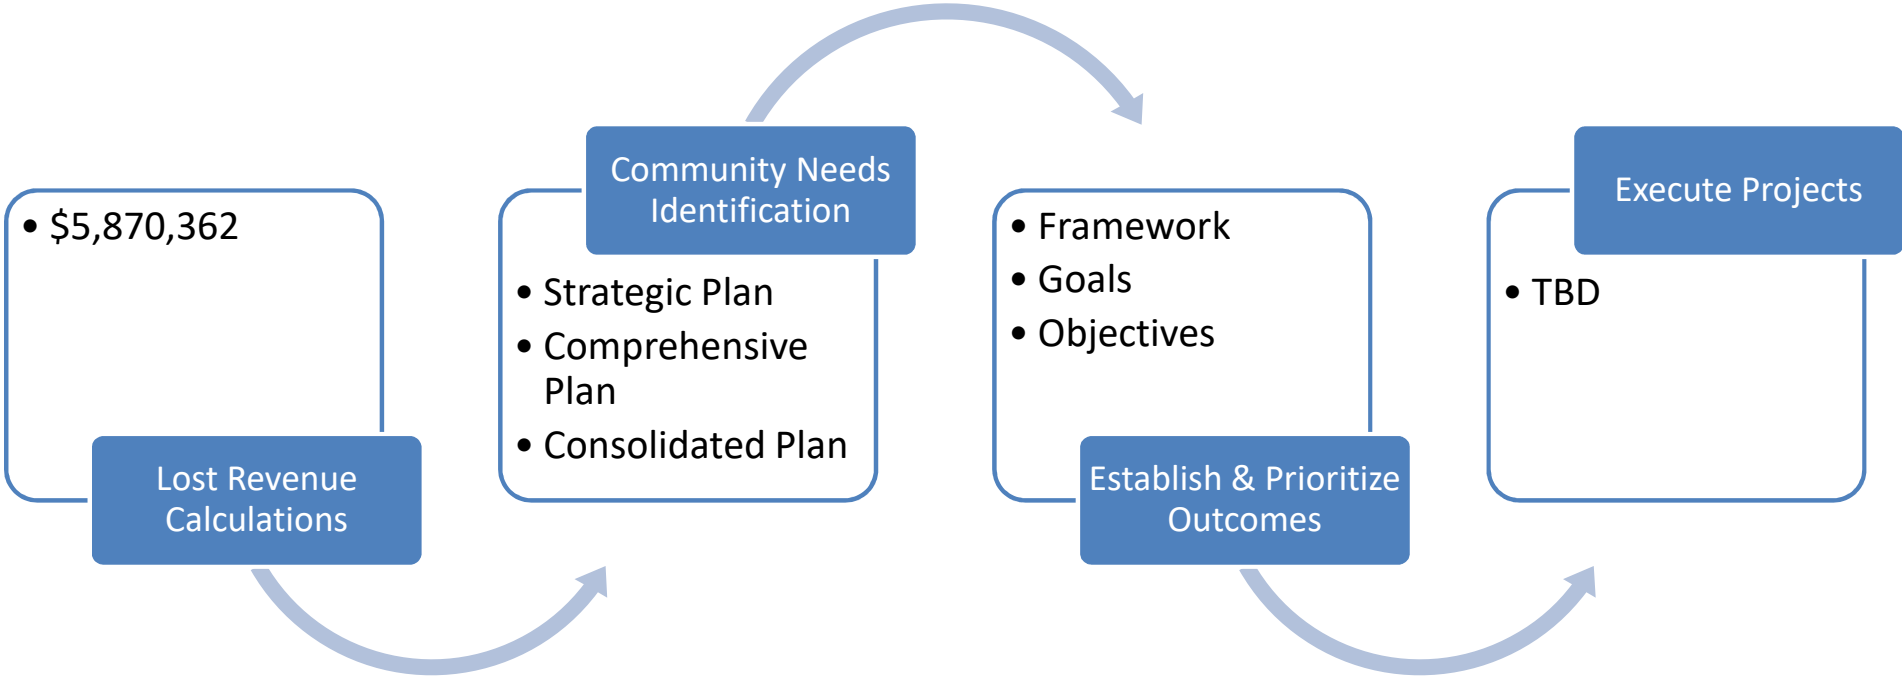 • $5,870,362
Lost Revenue
Calculations
Community Needs
Identification
• Strategic Plan
• Comprehensive
Plan
• Consolidated Plan
• Framework
• Goals
• Objectives
Establish & Prioritize
Outcomes
Execute Projects
• TBD